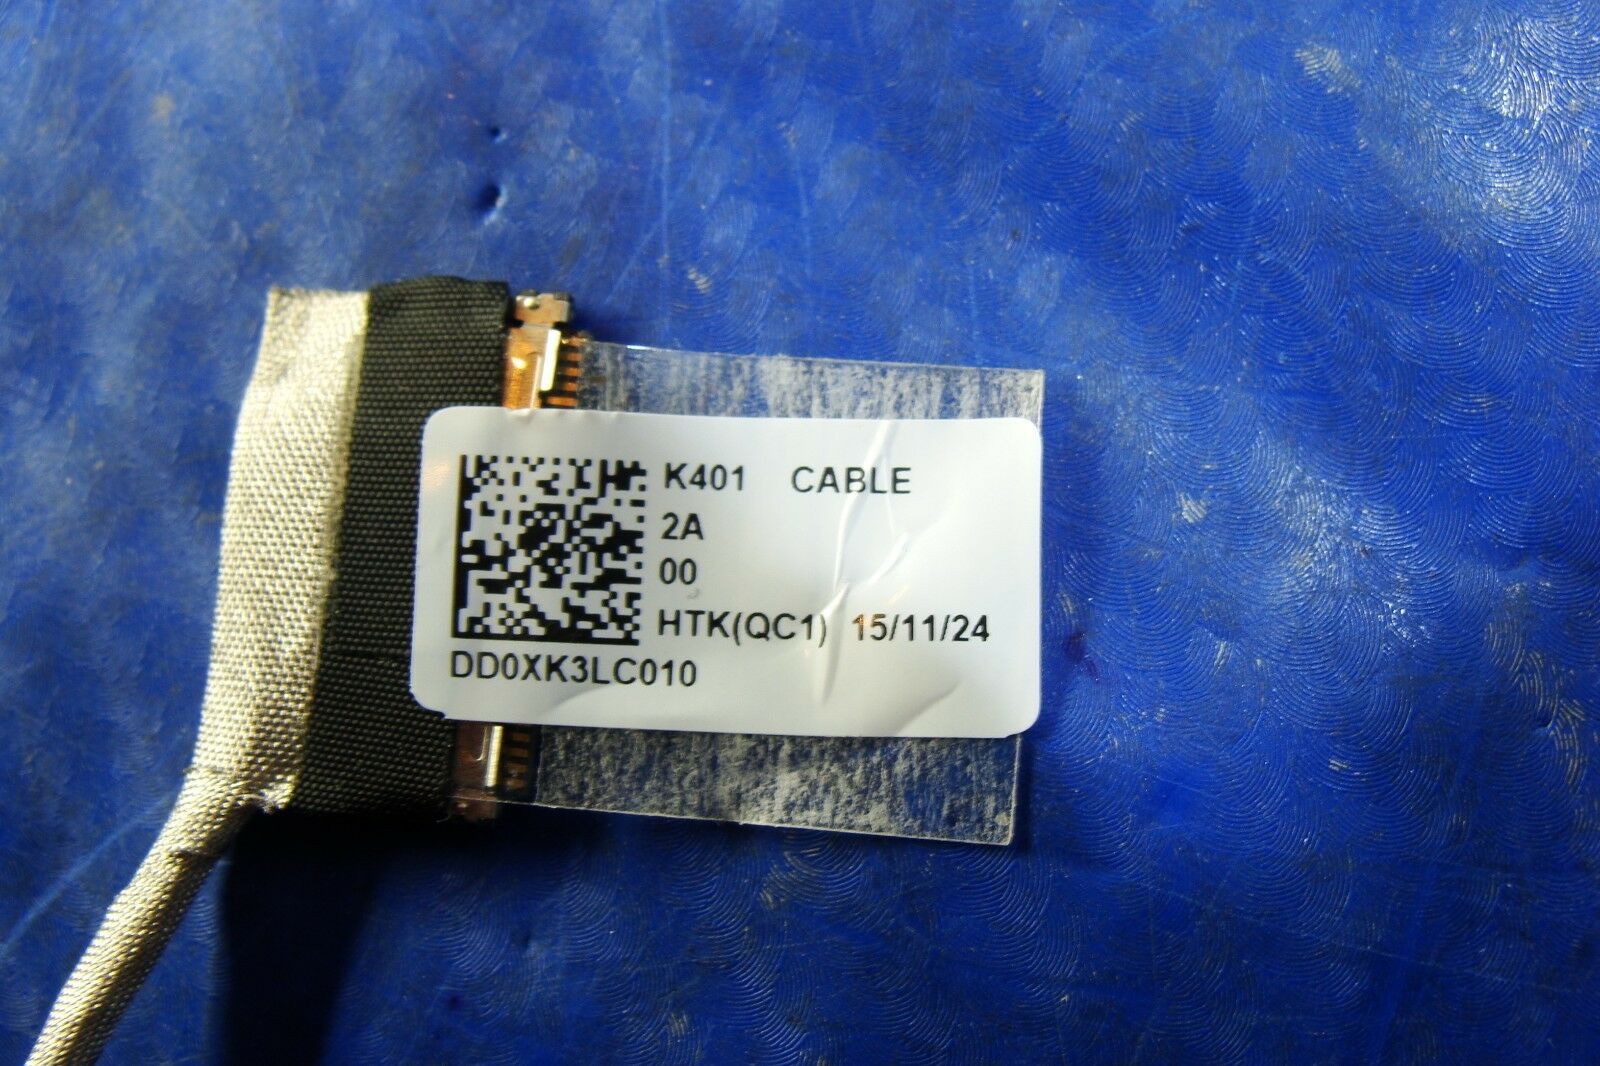 K401 CABLE
2A
00
HTK(QC1) 15/11/24
DD0XK3LC010